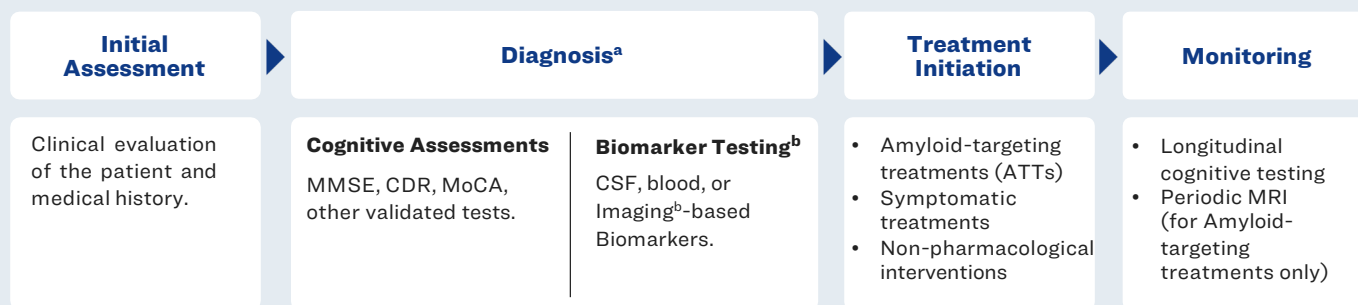 Initial
Assessment
Diagnosisᵃ
Treatment
Initiation
Monitoring
Clinical evaluation
of the patient and
medical history.
Cognitive Assessments
MMSE, CDR, MoCA,
other validated tests.
Biomarker Testingᵇ
CSF, blood, or
Imagingᵇ-based
Biomarkers.
• Amyloid-targeting
treatments (ATTs)
• Symptomatic
treatments
• Non-pharmacological
interventions
• Longitudinal
cognitive testing
• Periodic MRI
(for Amyloid-
targeting
treatments only)